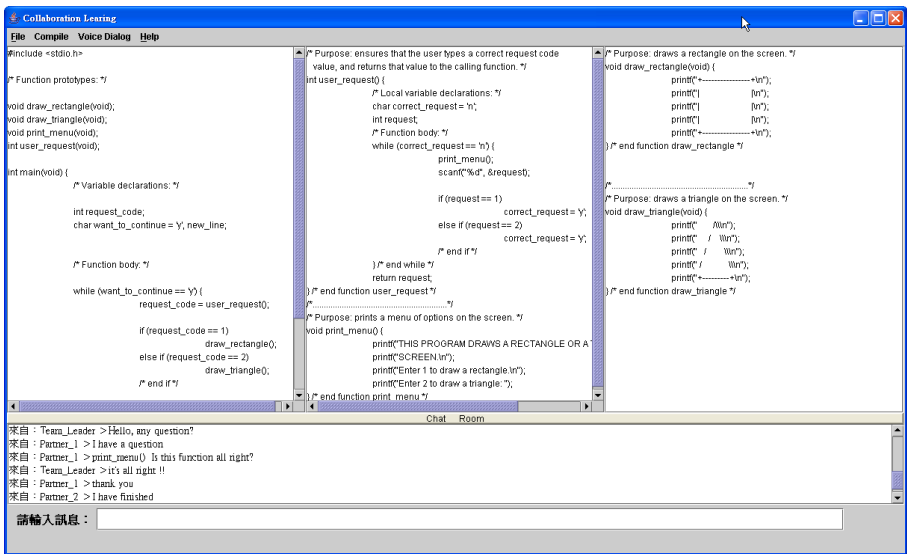 Collaboration Learing
File Compile Voice Dialog Help
#include <stdio.h>
/* Function prototypes: */
void draw_rectangle(void);
void draw_triangle(void);
void print_menu(void);
int user_request(void);
int main(void) {
/* Variable declarations: */
int request_code;
char want_to_continue = 'y', new_line;
/* Function body: */
while (want_to_continue == 'y') {
request_code = user_request();
if (request_code == 1)
draw_rectangle();
else if (request_code == 2)
draw_triangle();
/* end if */
/* Purpose: ensures that the user types a correct request code
value, and returns that value to the calling function. */
int user_request() {
/* Local variable declarations: */
char correct_request = 'n';
int request;
/* Function body: */
while (correct_request == 'n') {
print_menu();
scanf("%d", &request);
if (request == 1)
correct_request = 'y';
else if (request == 2)
correct_request = 'y';
/* end if */
} /* end while */
return request;
} /* end function user_request */
/*......................................................*/
/* Purpose: prints a menu of options on the screen. */
void print_menu() {
printf("THIS PROGRAM DRAWS A RECTANGLE OR A
printf("SCREEN.\n");
printf("Enter 1 to draw a rectangle.\n");
printf("Enter 2 to draw a triangle: ");
} /* end function print_menu */
/* Purpose: draws a rectangle on the screen. */
void draw_rectangle(void) {
printf("+----------------+\n");
printf("| |\n");
printf("| |\n");
printf("| |\n");
printf("+----------------+\n");
} /* end function draw_rectangle */
/*......................................................*/
/* Purpose: draws a triangle on the screen. */
void draw_triangle(void) {
printf(" /\\\n");
printf(" / \\\n");
printf(" / \\\n");
printf(" / \\\n");
printf("+---------+\n");
} /* end function draw_triangle */
Chat Room
來自：Team_Leader >Hello, any question?
來自：Partner_1 >I have a question
來自：Partner_1 >print_menu() Is this function all right?
來自：Team_Leader >it's all right !!
來自：Partner_1 >thank you
來自：Partner_2 >I have finished
請輸入訊息：